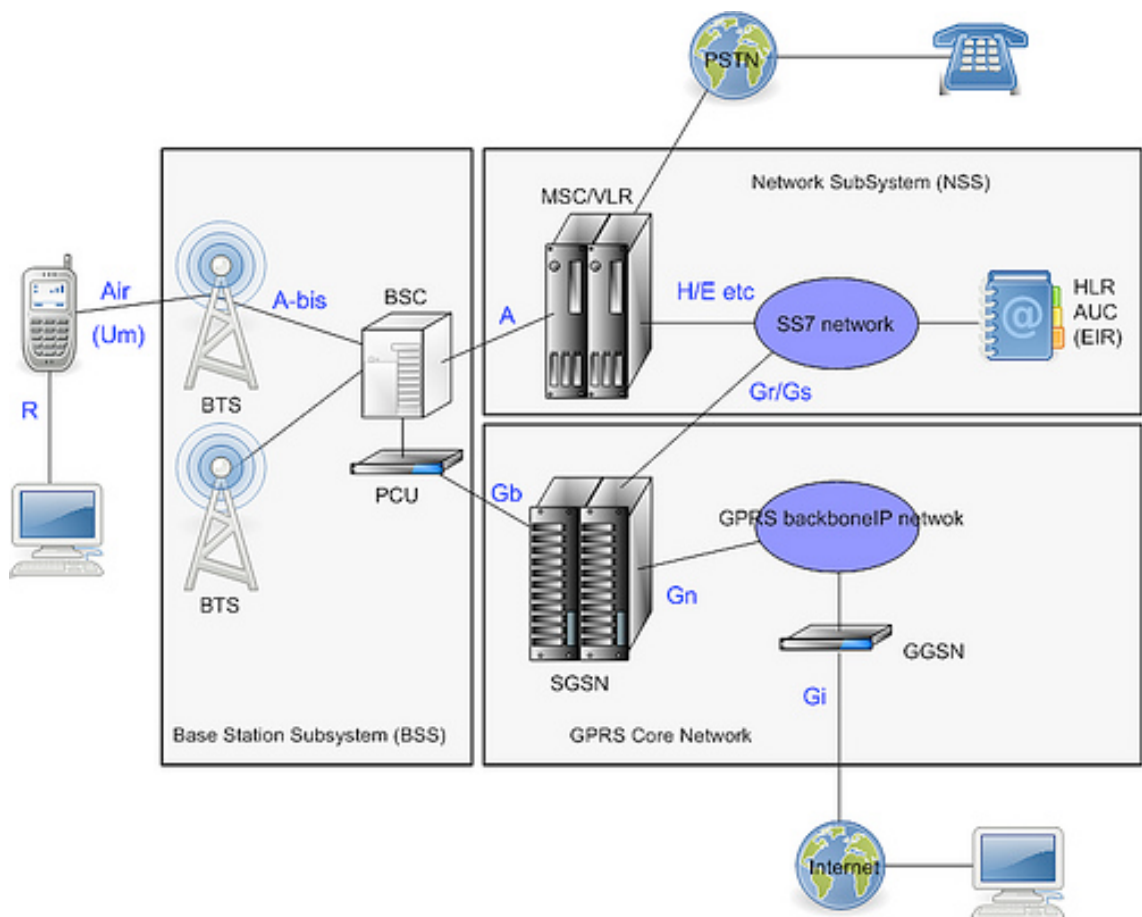 PSTN
Network SubSystem (NSS)
MSC/VLR
Air
(Um)
A-bis
BSC
A
H/E etc
SS7 network
HLR
AUC
(EIR)
R
BTS
Gr/Gs
PCU
Gb
GPRS backboneIP netwok
Gn
BTS
SGSN
GGSN
Gi
Base Station Subsystem (BSS)
GPRS Core Network
Internet
@